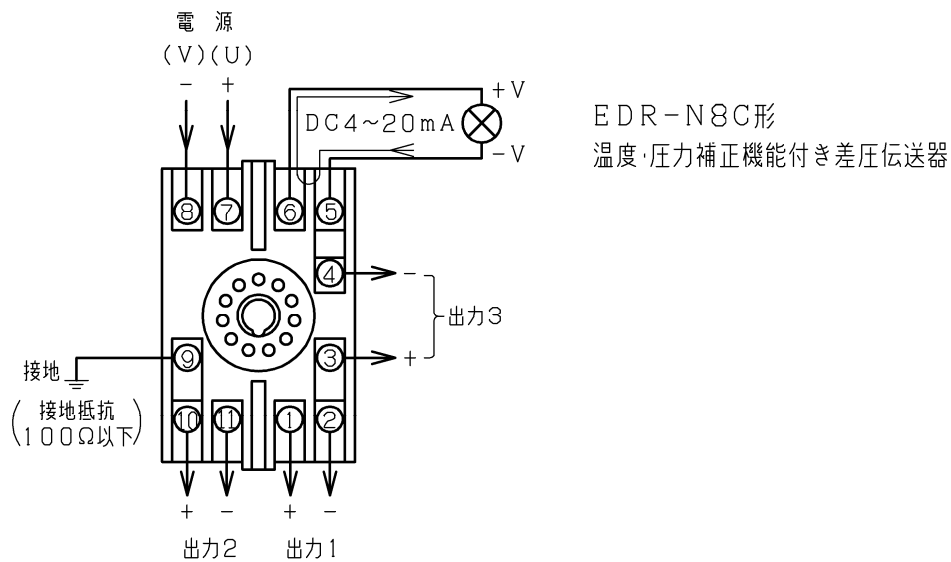 電 源
(V)(U)
- +
+V
DC4~20mA
-V
EDR-N8C形
温度・圧力補正機能付き差圧伝送器
⑧ ⑦ ⑥ ⑤
④ -
出力3
⑨ ③ +
接地
(接地抵抗
100Ω以下)
⑩ ⑪ ① ②
+ - + -
出力2 出力1